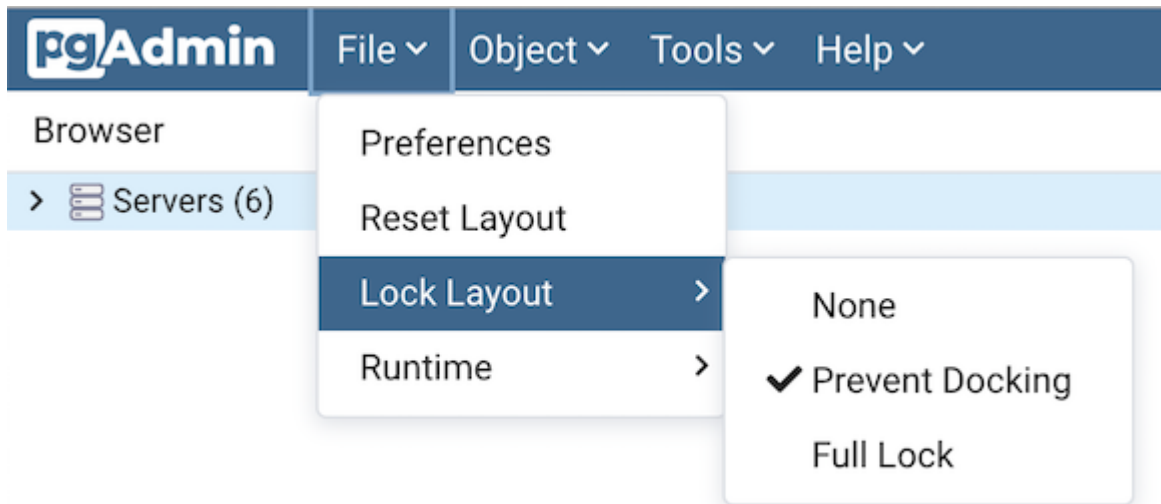 pgAdmin File Object Tools Help
Browser
Servers (6)
Preferences
Reset Layout
Lock Layout
Runtime
None
Prevent Docking
Full Lock